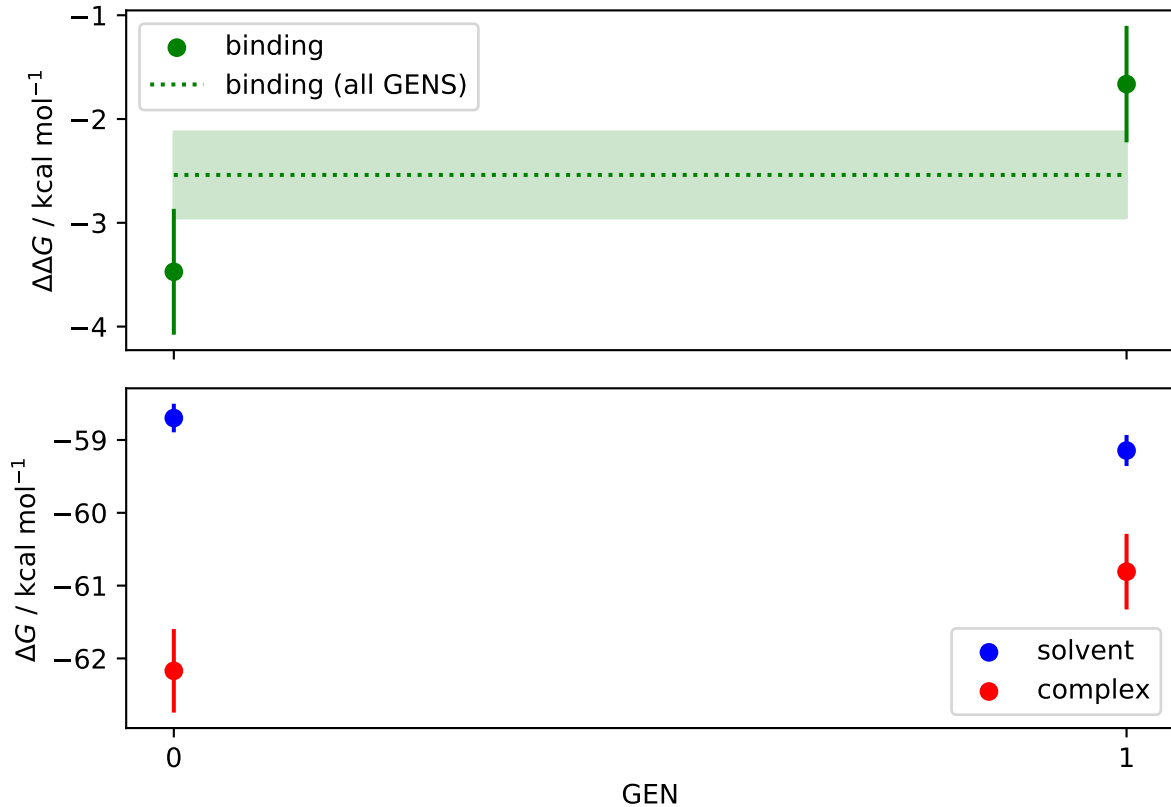 −1
binding
binding (all GENS)
−2
−3
−4
ΔΔG / kcal mol⁻¹
−59
−60
−61
−62
ΔG / kcal mol⁻¹
solvent
complex
0
1
GEN